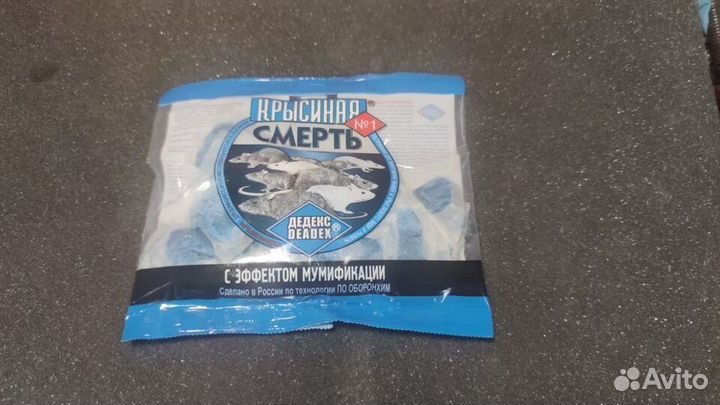 КРЫСИНАЯ®
№1
СМЕРТЬ
ДЕДЕКС
DEADEX®
С ЭФФЕКТОМ МУМИФИКАЦИИ
Сделано в России по технологии ПО ОБОРОНХИМ
Avito